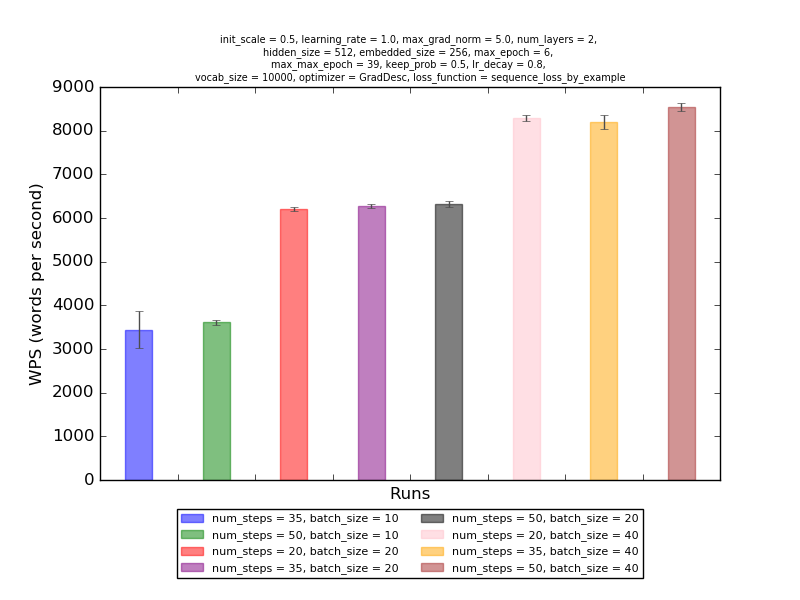 init_scale = 0.5, learning_rate = 1.0, max_grad_norm = 5.0, num_layers = 2,
hidden_size = 512, embedded_size = 256, max_epoch = 6,
max_max_epoch = 39, keep_prob = 0.5, lr_decay = 0.8,
vocab_size = 10000, optimizer = GradDesc, loss_function = sequence_loss_by_example
9000
8000
7000
6000
5000
4000
3000
2000
1000
0
WPS (words per second)
Runs
num_steps = 35, batch_size = 10
num_steps = 50, batch_size = 10
num_steps = 20, batch_size = 20
num_steps = 35, batch_size = 20
num_steps = 50, batch_size = 20
num_steps = 20, batch_size = 40
num_steps = 35, batch_size = 40
num_steps = 50, batch_size = 40